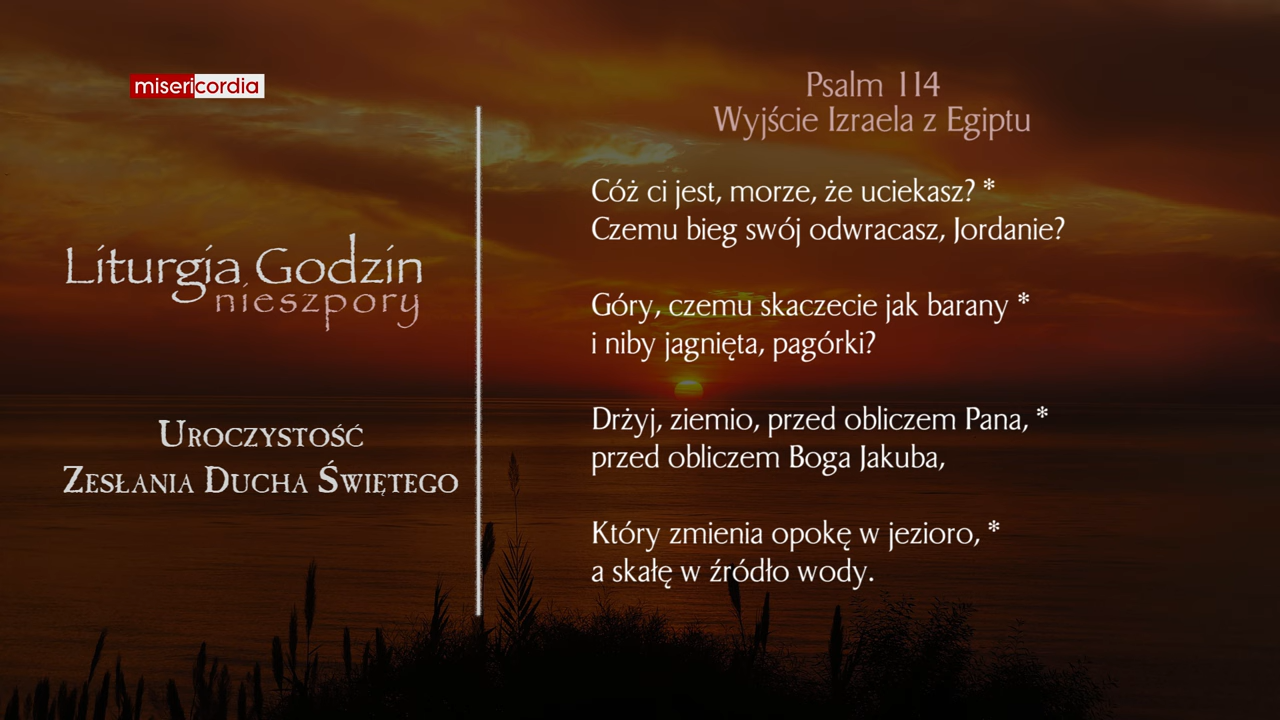 misericordia
Liturgia Godzin
nieszpory
Uroczystość
Zesłania Ducha Świętego
Psalm 114
Wyjście Izraela z Egiptu
Cóż ci jest, morze, że uciekasz? *
Czemu bieg swój odwracasz, Jordanie?
Góry, czemu skaczecie jak barany *
i niby jagnięta, pagórki?
Drżyj, ziemio, przed obliczem Pana, *
przed obliczem Boga Jakuba,
Który zmienia opokę w jezioro, *
a skałę w źródło wody.